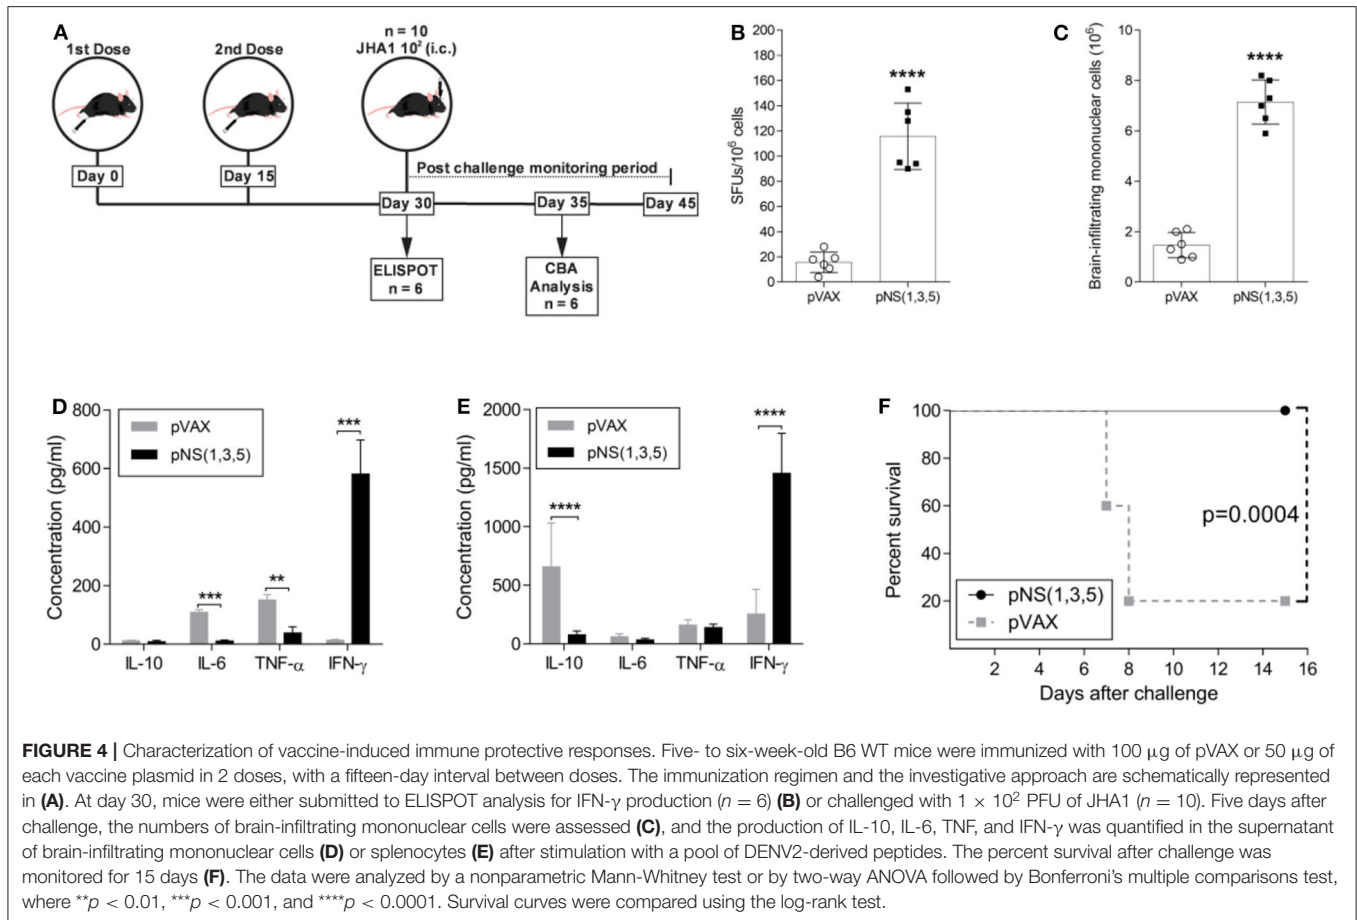 A
1st Dose
2nd Dose
n = 10
JHA1 10² (i.c.)
Post challenge monitoring period
Day 0
Day 15
Day 30
Day 35
Day 45
ELISPOT
n = 6
CBA
Analysis
n = 6
B
SFUs/10⁶ cells
200
180
160
140
120
100
80
60
40
20
0
****
pVAX
pNS(1,3,5)
C
Brain-infiltrating mononuclear cells (10⁶)
10
8
6
4
2
0
****
pVAX
pNS(1,3,5)
D
Concentration (pg/ml)
800
600
400
200
0
pVAX
pNS(1,3,5)
***
**
***
IL-10
IL-6
TNF-α
IFN-γ
E
Concentration (pg/ml)
2000
1500
1000
500
0
pVAX
pNS(1,3,5)
****
****
IL-10
IL-6
TNF-α
IFN-γ
F
Percent survival
100
80
60
40
20
p=0.0004
pNS(1,3,5)
pVAX
2
4
6
8
10
12
14
16
Days after challenge
FIGURE 4 | Characterization of vaccine-induced immune protective responses. Five- to six-week-old B6 WT mice were immunized with 100 μg of pVAX or 50 μg of
each vaccine plasmid in 2 doses, with a fifteen-day interval between doses. The immunization regimen and the investigative approach are schematically represented
in (A). At day 30, mice were either submitted to ELISPOT analysis for IFN-γ production (n = 6) (B) or challenged with 1 × 10² PFU of JHA1 (n = 10). Five days after
challenge, the numbers of brain-infiltrating mononuclear cells were assessed (C), and the production of IL-10, IL-6, TNF, and IFN-γ was quantified in the supernatant
of brain-infiltrating mononuclear cells (D) or splenocytes (E) after stimulation with a pool of DENV2-derived peptides. The percent survival after challenge was
monitored for 15 days (F). The data were analyzed by a nonparametric Mann-Whitney test or by two-way ANOVA followed by Bonferroni's multiple comparisons test,
where **p < 0.01, ***p < 0.001, and ****p < 0.0001. Survival curves were compared using the log-rank test.